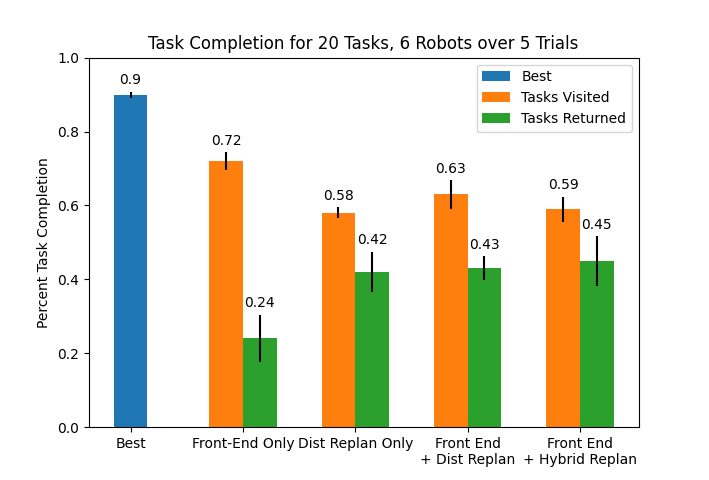 Task Completion for 20 Tasks, 6 Robots over 5 Trials
Percent Task Completion
1.0
0.8
0.6
0.4
0.2
0.0
0.9
0.72
0.24
0.58
0.42
0.63
0.43
0.59
0.45
Best
Tasks Visited
Tasks Returned
Best
Front-End Only
Dist Replan Only
Front End
+ Dist Replan
Front End
+ Hybrid Replan